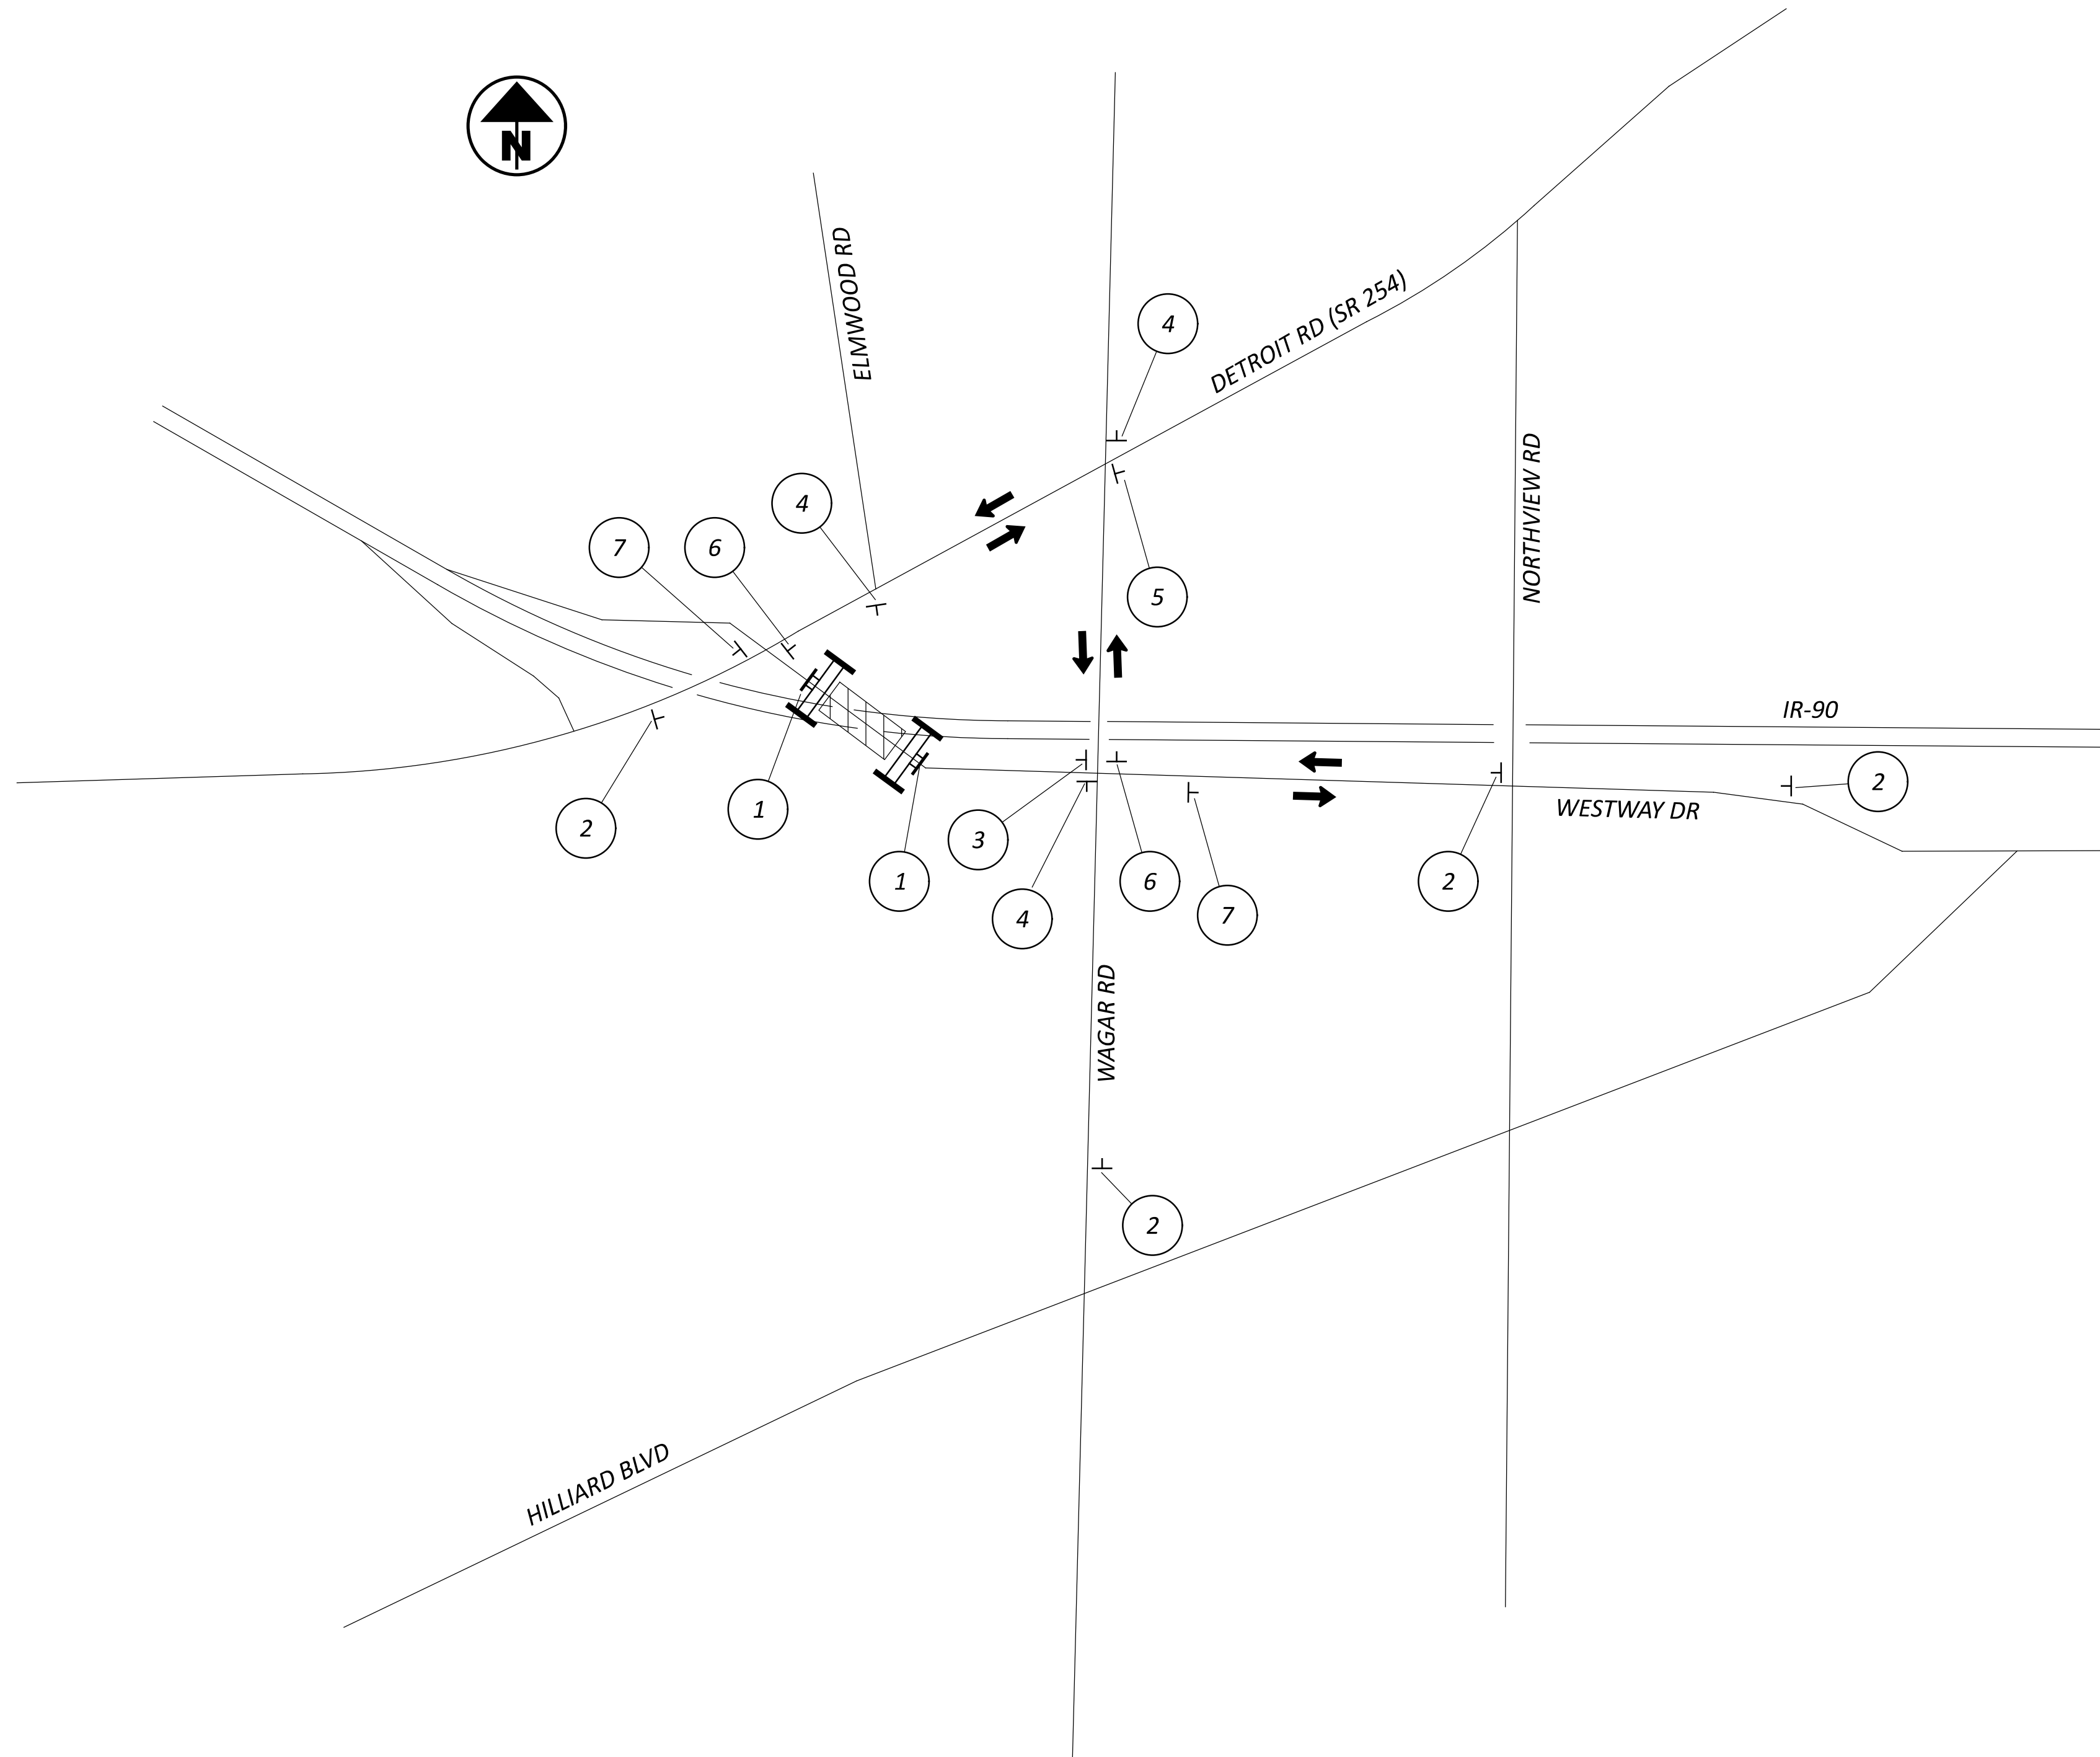 N
ELMWOOD RD
4
DETROIT RD (SR 254)
4
7
6
NORTHVIEW RD
5
IR-90
2
1
2
WESTWAY DR
3
1
6
2
4
7
WAGAR RD
2
HILLIARD BLVD